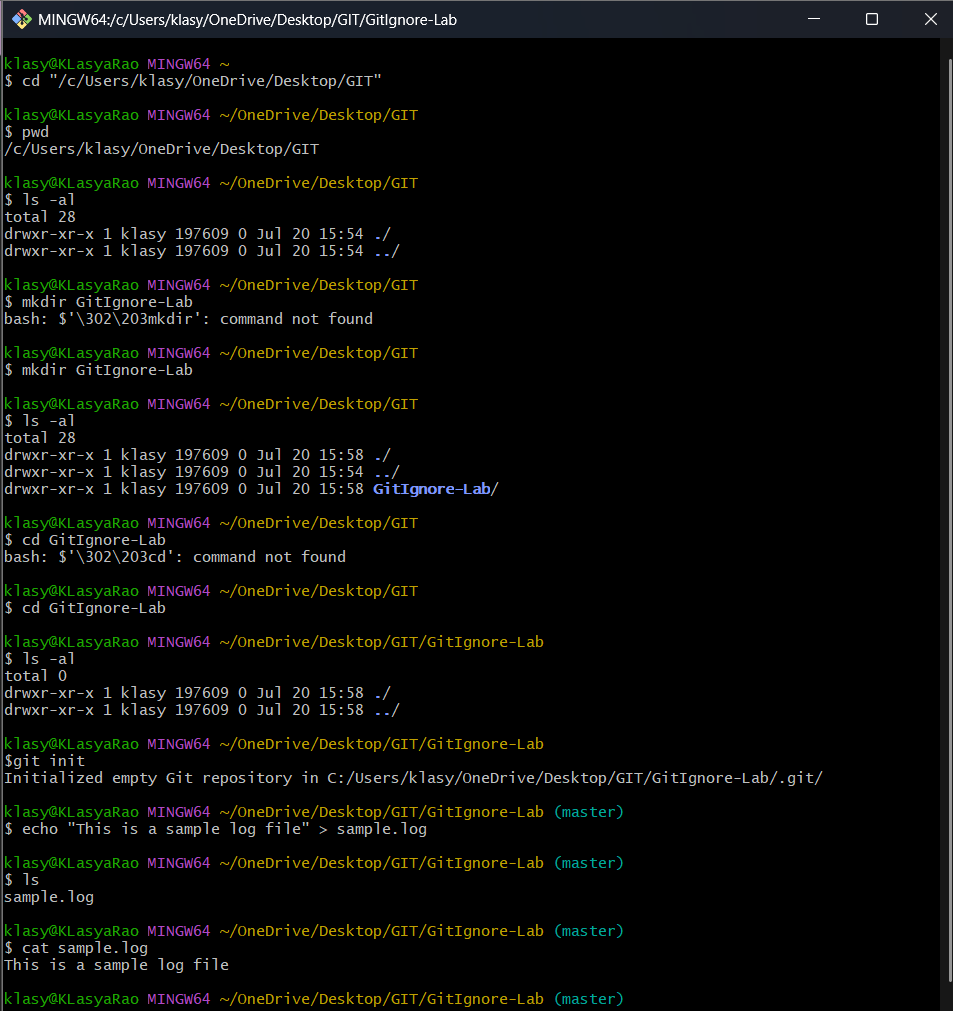 MINGW64:/c/Users/klasy/OneDrive/Desktop/GIT/GitIgnore-Lab
klasy@KLasyaRao MINGW64 ~
$ cd "/c/Users/klasy/OneDrive/Desktop/GIT"
klasy@KLasyaRao MINGW64 ~/OneDrive/Desktop/GIT
$ pwd
/c/Users/klasy/OneDrive/Desktop/GIT
klasy@KLasyaRao MINGW64 ~/OneDrive/Desktop/GIT
$ ls -al
total 28
drwxr-xr-x 1 klasy 197609 0 Jul 20 15:54 ./
drwxr-xr-x 1 klasy 197609 0 Jul 20 15:54 ../
klasy@KLasyaRao MINGW64 ~/OneDrive/Desktop/GIT
$ mkdir GitIgnore-Lab
bash: $'\302\203mkdir': command not found
klasy@KLasyaRao MINGW64 ~/OneDrive/Desktop/GIT
$ mkdir GitIgnore-Lab
klasy@KLasyaRao MINGW64 ~/OneDrive/Desktop/GIT
$ ls -al
total 28
drwxr-xr-x 1 klasy 197609 0 Jul 20 15:58 ./
drwxr-xr-x 1 klasy 197609 0 Jul 20 15:54 ../
drwxr-xr-x 1 klasy 197609 0 Jul 20 15:58 GitIgnore-Lab/
klasy@KLasyaRao MINGW64 ~/OneDrive/Desktop/GIT
$ cd GitIgnore-Lab
bash: $'\302\203cd': command not found
klasy@KLasyaRao MINGW64 ~/OneDrive/Desktop/GIT
$ cd GitIgnore-Lab
klasy@KLasyaRao MINGW64 ~/OneDrive/Desktop/GIT/GitIgnore-Lab
$ ls -al
total 0
drwxr-xr-x 1 klasy 197609 0 Jul 20 15:58 ./
drwxr-xr-x 1 klasy 197609 0 Jul 20 15:58 ../
klasy@KLasyaRao MINGW64 ~/OneDrive/Desktop/GIT/GitIgnore-Lab
$git init
Initialized empty Git repository in C:/Users/klasy/OneDrive/Desktop/GIT/GitIgnore-Lab/.git/
klasy@KLasyaRao MINGW64 ~/OneDrive/Desktop/GIT/GitIgnore-Lab (master)
$ echo "This is a sample log file" > sample.log
klasy@KLasyaRao MINGW64 ~/OneDrive/Desktop/GIT/GitIgnore-Lab (master)
$ ls
sample.log
klasy@KLasyaRao MINGW64 ~/OneDrive/Desktop/GIT/GitIgnore-Lab (master)
$ cat sample.log
This is a sample log file
klasy@KLasyaRao MINGW64 ~/OneDrive/Desktop/GIT/GitIgnore-Lab (master)